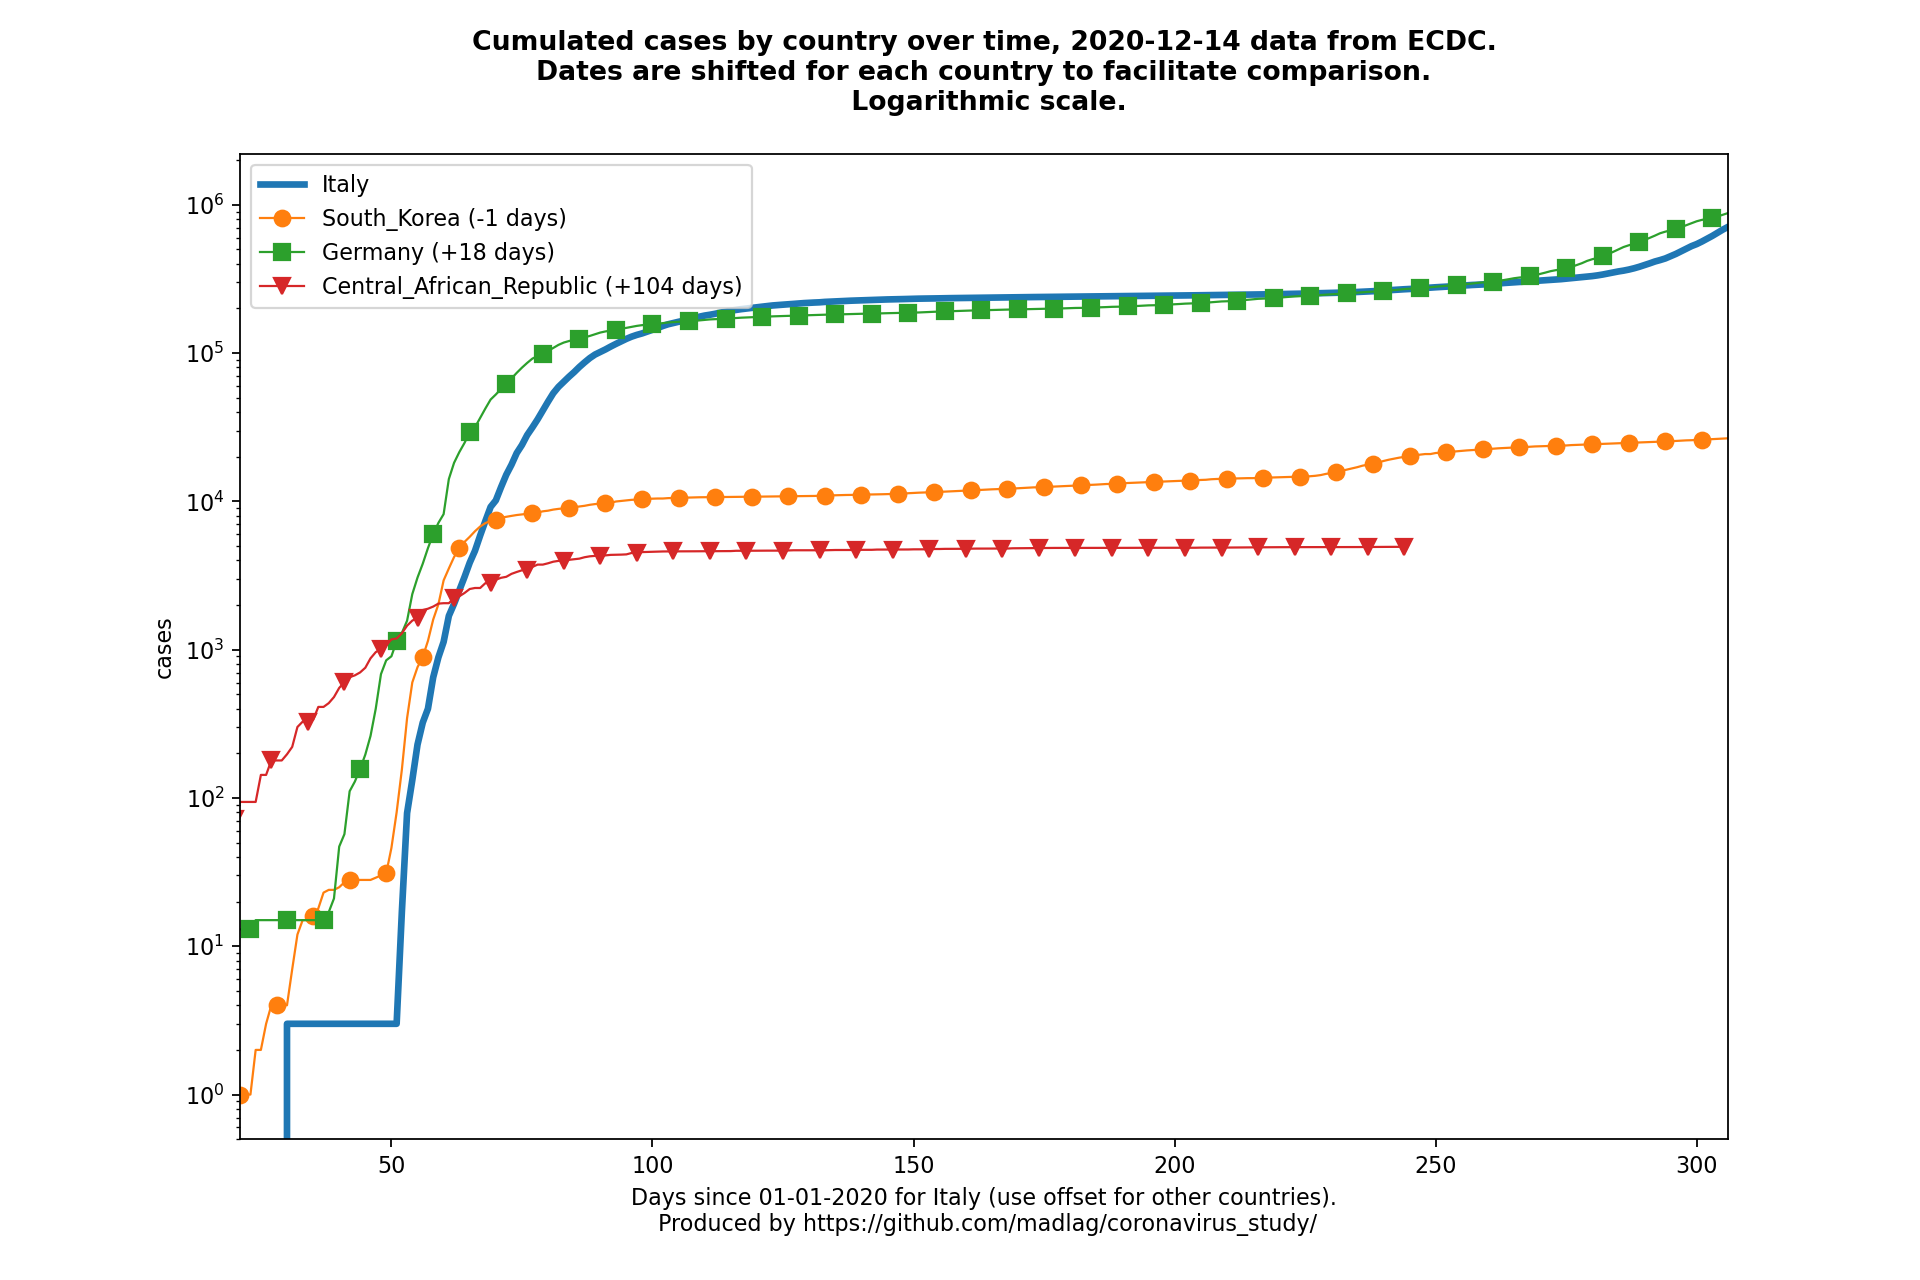 Cumulated cases by country over time, 2020-12-14 data from ECDC.
Dates are shifted for each country to facilitate comparison.
Logarithmic scale.
Italy
South_Korea (-1 days)
Germany (+18 days)
Central_African_Republic (+104 days)
10^6
10^5
10^4
10^3
10^2
10^1
10^0
cases
50 100 150 200 250 300
Days since 01-01-2020 for Italy (use offset for other countries).
Produced by https://github.com/madlag/coronavirus_study/